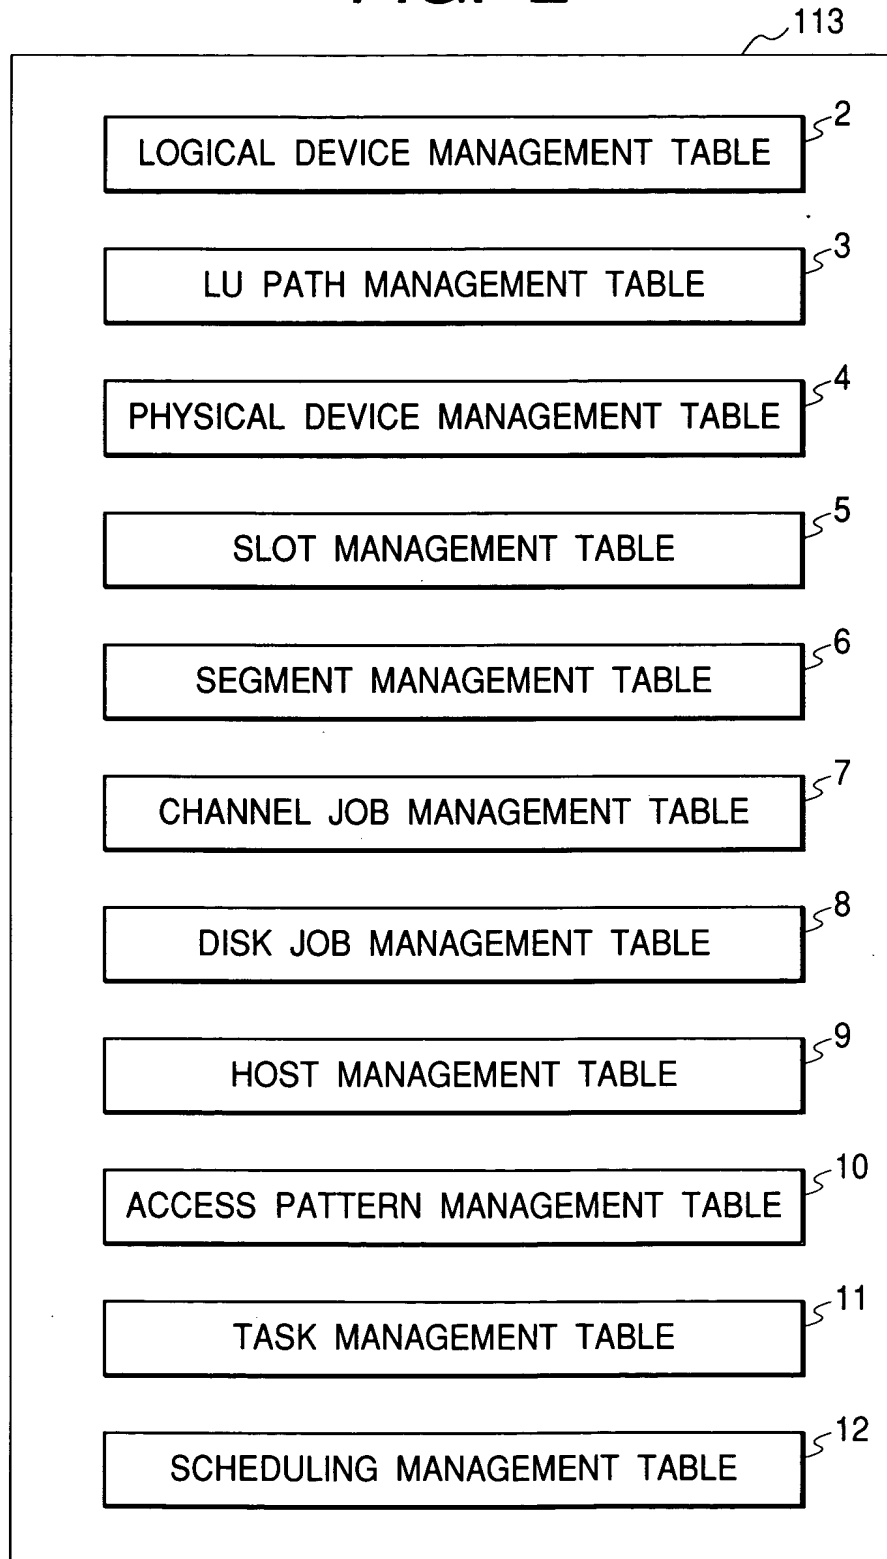 FIG. 2
113
LOGICAL DEVICE MANAGEMENT TABLE 2
LU PATH MANAGEMENT TABLE 3
PHYSICAL DEVICE MANAGEMENT TABLE 4
SLOT MANAGEMENT TABLE 5
SEGMENT MANAGEMENT TABLE 6
CHANNEL JOB MANAGEMENT TABLE 7
DISK JOB MANAGEMENT TABLE 8
HOST MANAGEMENT TABLE 9
ACCESS PATTERN MANAGEMENT TABLE 10
TASK MANAGEMENT TABLE 11
SCHEDULING MANAGEMENT TABLE 12